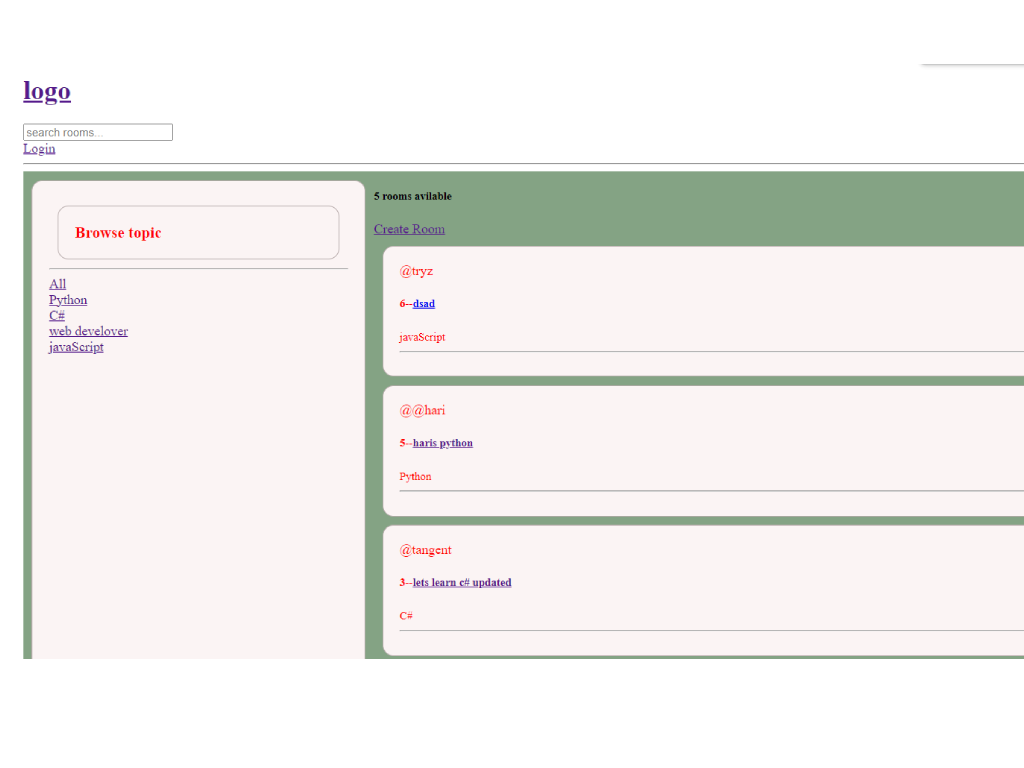 logo
search rooms...
Login
Browse topic
All
Python
C#
web develover
javaScript
5 rooms avilable
Create Room
@tryz
6--dsad
javaScript
@@hari
5--haris python
Python
@tangent
3--lets learn c# updated
C#